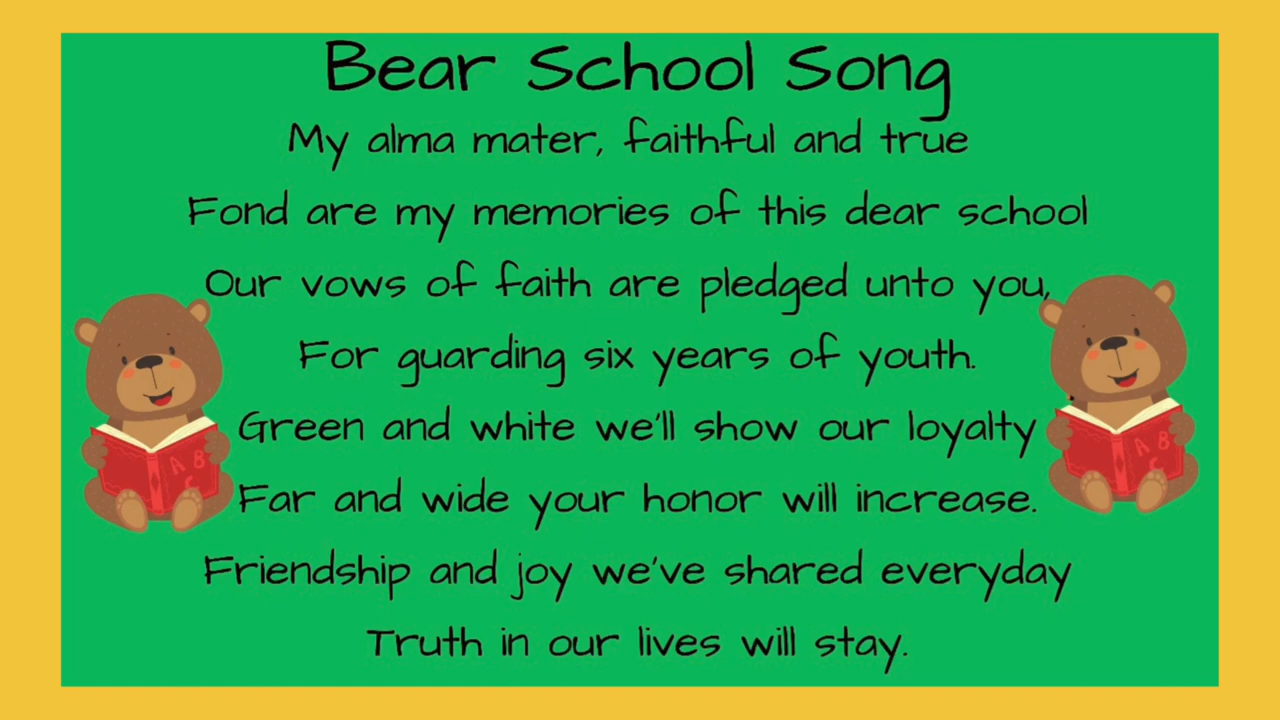 Bear School Song
My alma mater, faithful and true
Fond are my memories of this dear school
Our vows of faith are pledged unto you,
For guarding six years of youth.
Green and white we'll show our loyalty
Far and wide your honor will increase.
Friendship and joy we've shared everyday
Truth in our lives will stay.
A B
C
A B
C